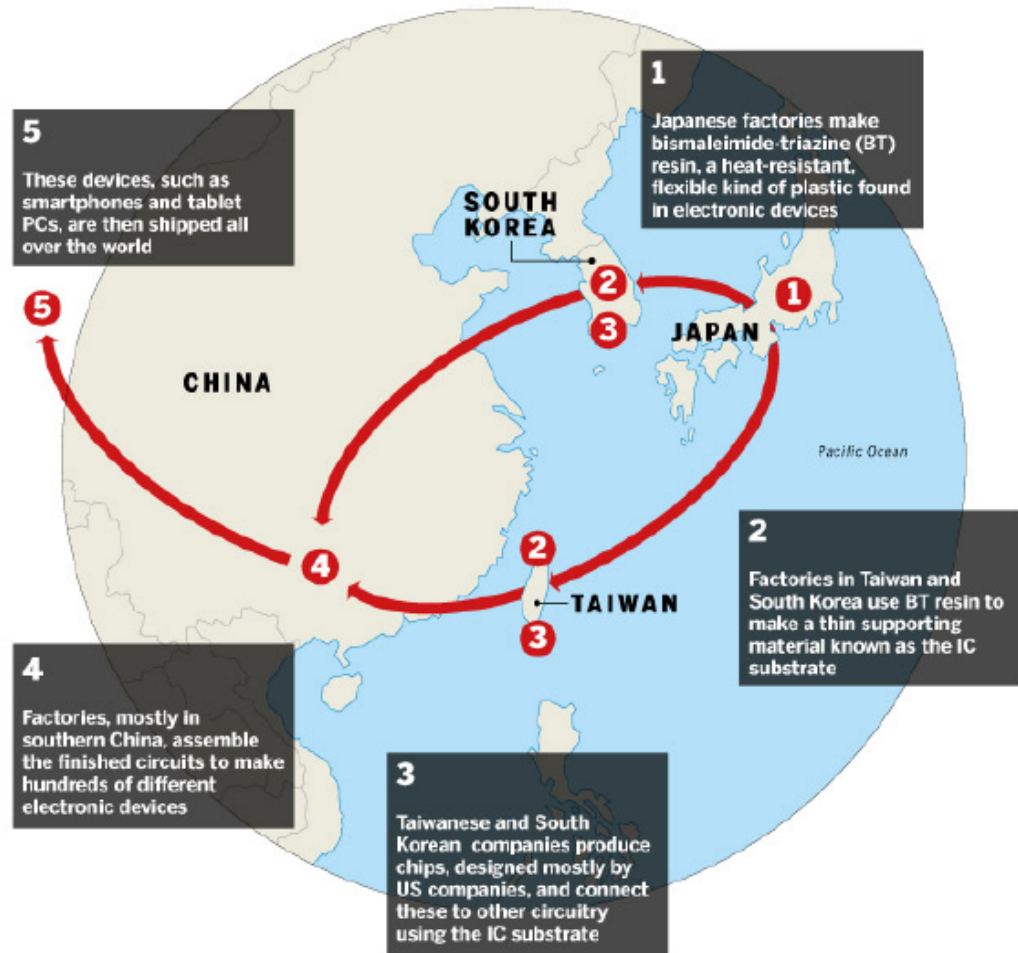 1
Japanese factories make
bismaleimide-triazine (BT)
resin, a heat-resistant,
flexible kind of plastic found
in electronic devices
5
These devices, such as
smartphones and tablet
PCs, are then shipped all
over the world
SOUTH
KOREA
2
1
5
3
JAPAN
CHINA
Pacific Ocean
2
4
TAIWAN
3
2
Factories in Taiwan and
South Korea use BT resin to
make a thin supporting
material known as the IC
substrate
4
Factories, mostly in
southern China, assemble
the finished circuits to make
hundreds of different
electronic devices
3
Taiwanese and South
Korean companies produce
chips, designed mostly by
US companies, and connect
these to other circuitry
using the IC substrate